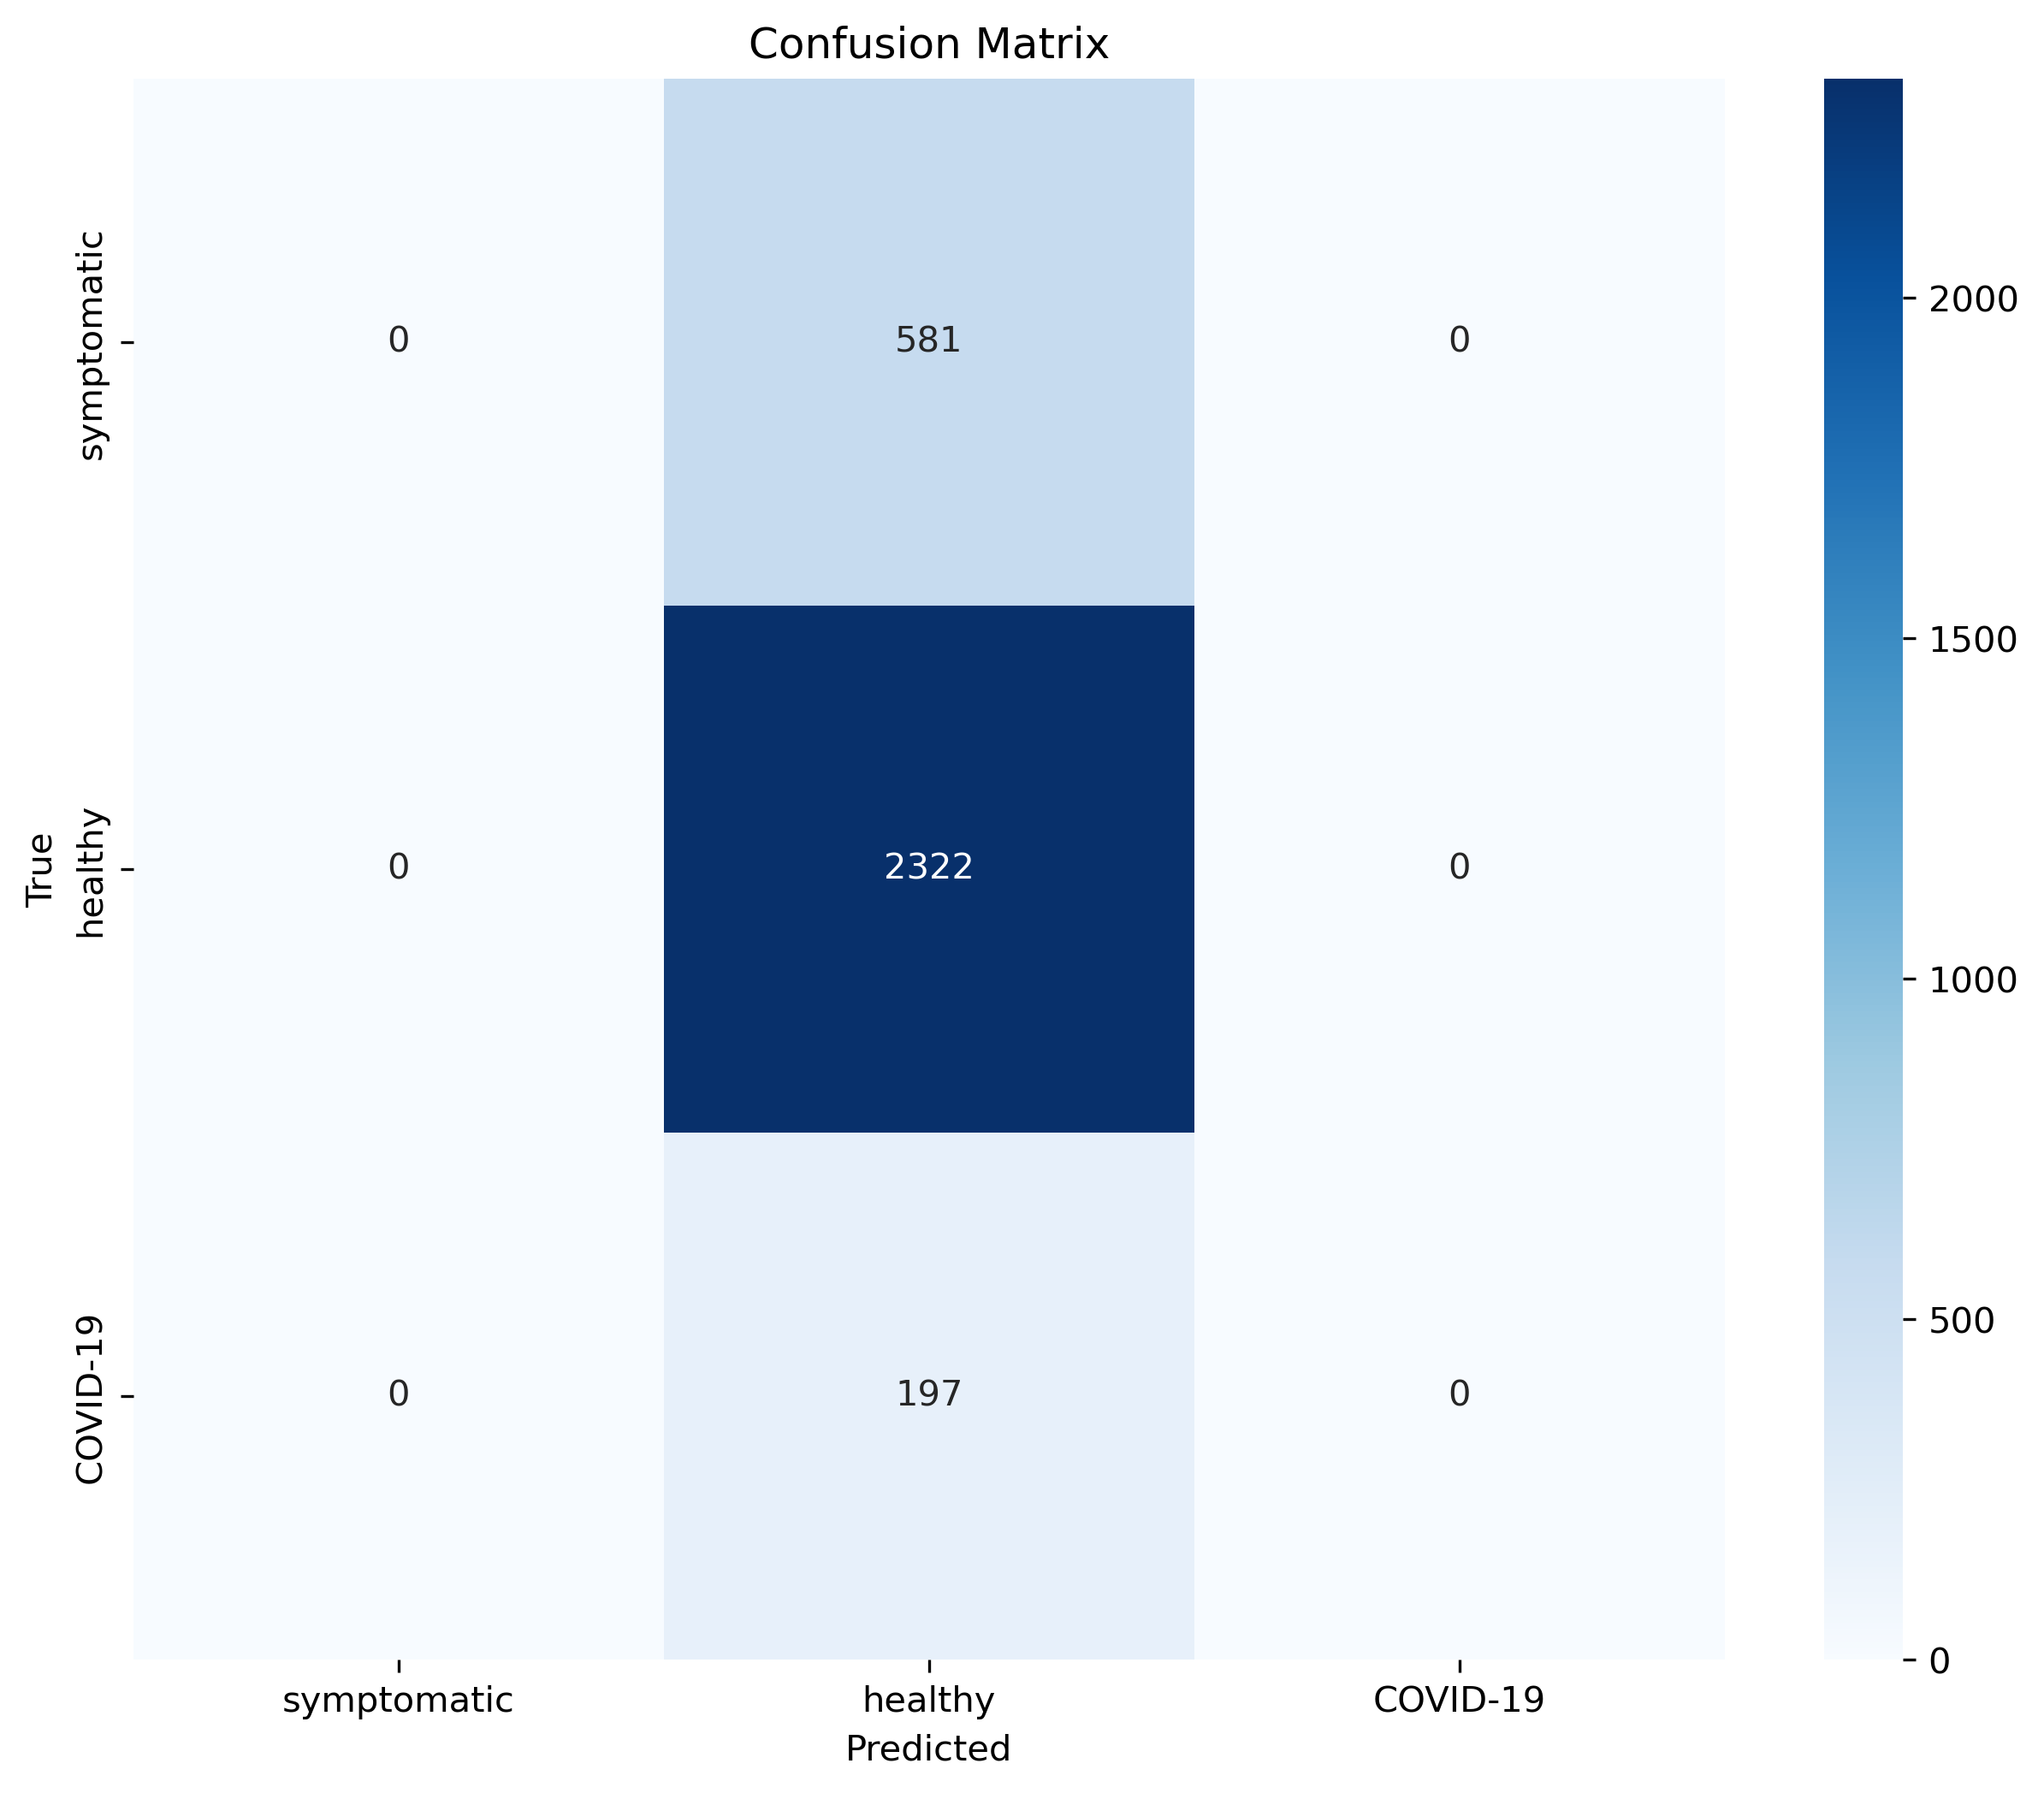 Confusion Matrix
True
symptomatic
healthy
COVID-19
0 581 0
0 2322 0
0 197 0
symptomatic healthy COVID-19
Predicted
2000
1500
1000
500
0